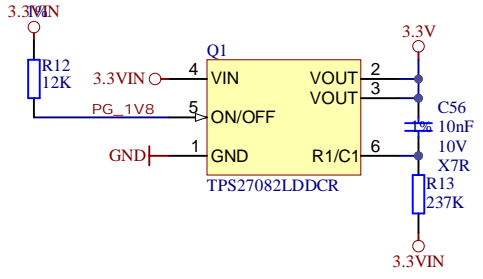 3.3VIN
1%
R12
12K
Q1
3.3V
3.3VIN
4
VIN
VOUT
2
VOUT
3
PG_1V8
5
ON/OFF
C56
1%
10nF
10V
X7R
GND
1
GND
R1/C1
6
TPS27082LDDCR
R13
237K
3.3VIN